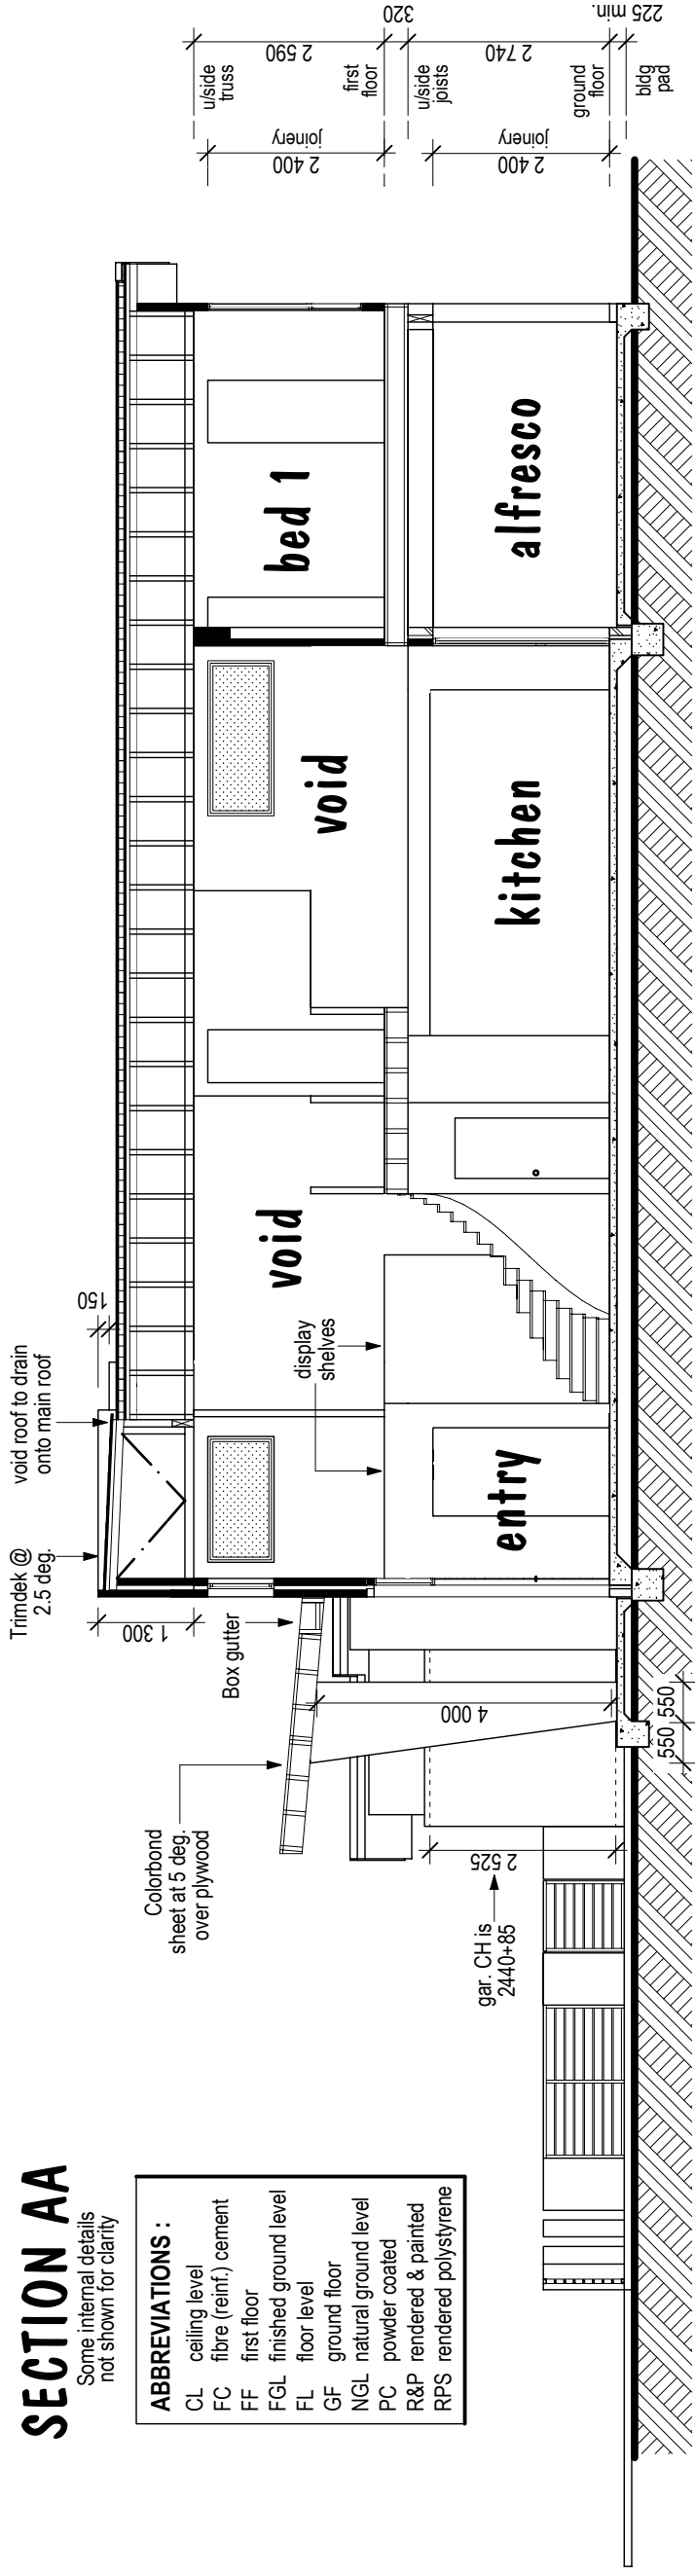 SECTION AA
Some internal details
not shown for clarity
ABBREVIATIONS :
CL ceiling level
FC fibre (reinf.) cement
FF first floor
FGL finished ground level
FL floor level
GF ground floor
NGL natural ground level
PC powder coated
R&P rendered & painted
RPS rendered polystyrene
Colorbond
sheet at 5 deg.
over plywood
gar. CH is
2440+85
2 525
4 000
550
550
Box gutter
1 300
Trimdek @
2.5 deg.
void roof to drain
onto main roof
150
display
shelves
entry
void
void
kitchen
bed 1
alfresco
2 400
joinery
2 400
joinery
u/side
truss
first
floor
u/side
joists
ground
floor
bldg
pad
2 590
320
2 740
225 min.